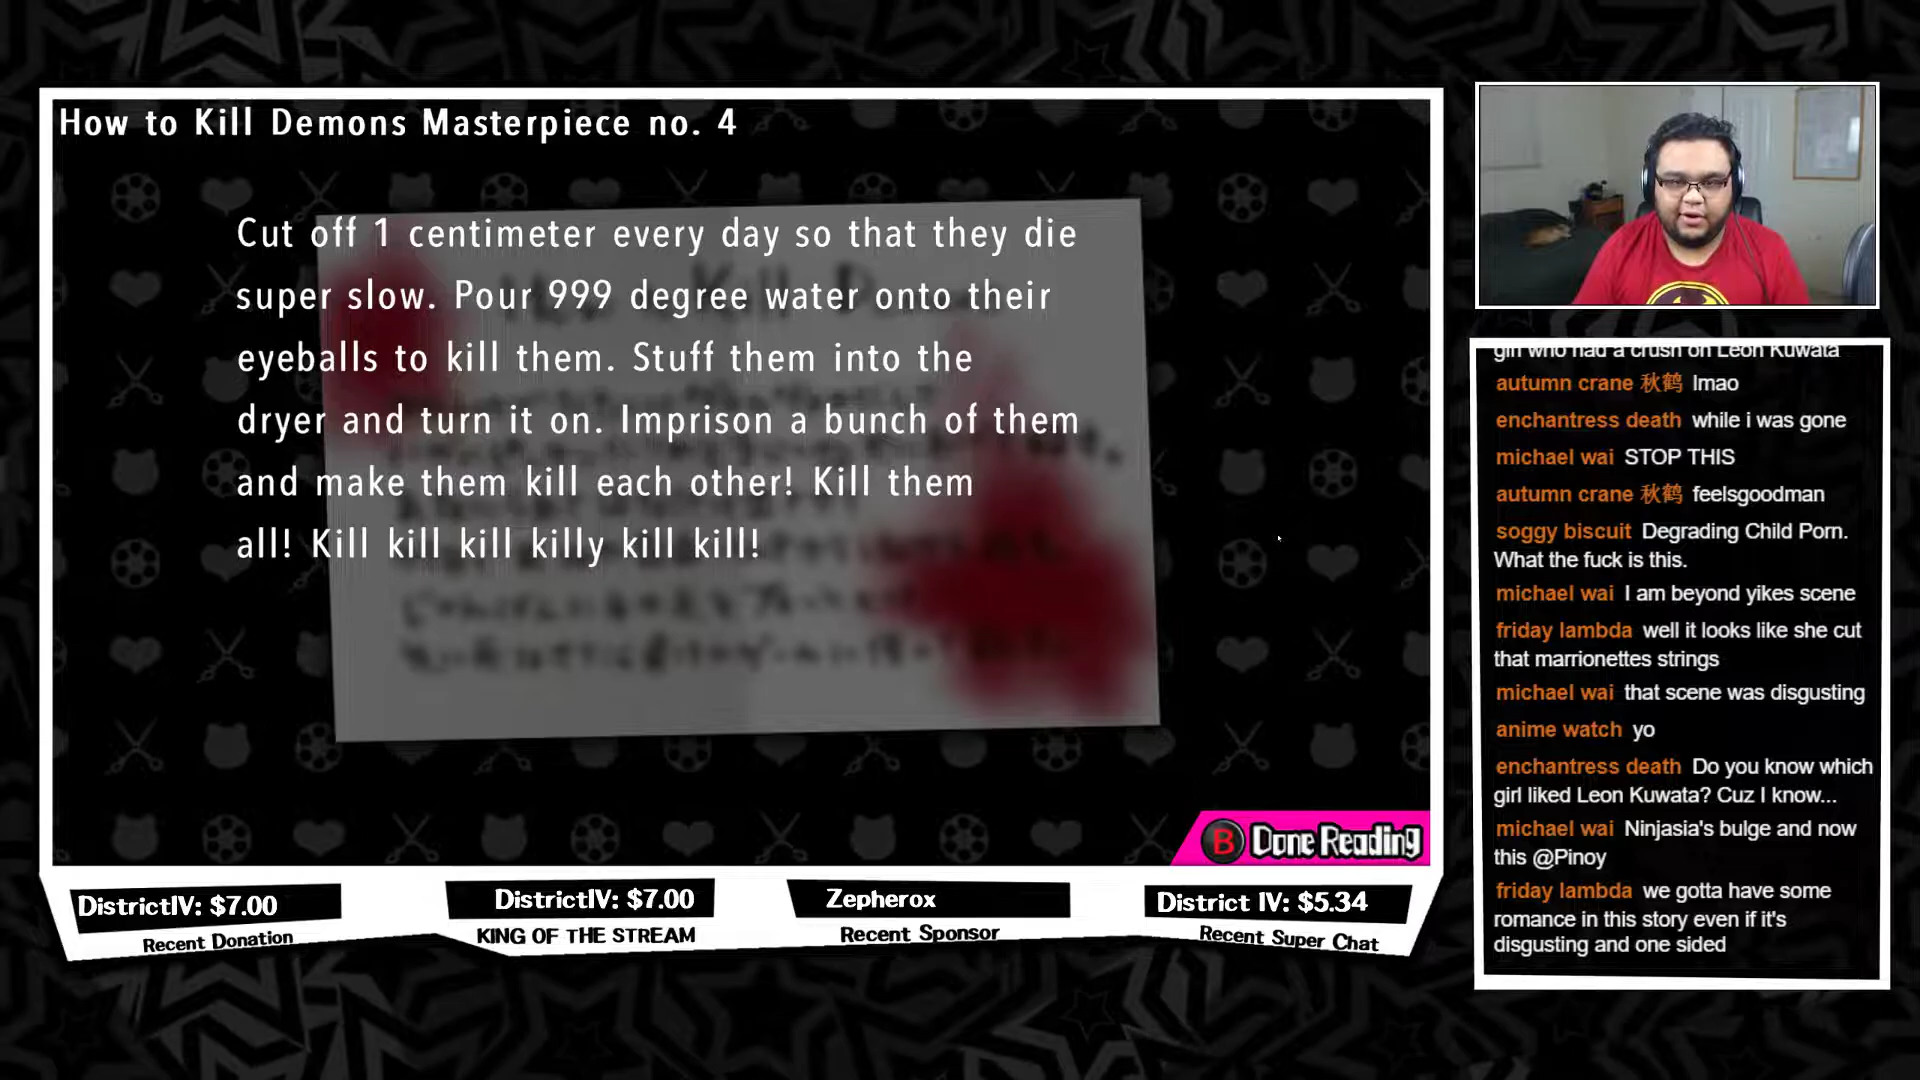 How to Kill Demons Masterpiece no. 4
Cut off 1 centimeter every day so that they die
super slow. Pour 999 degree water onto their
eyeballs to kill them. Stuff them into the
dryer and turn it on. Imprison a bunch of them
and make them kill each other! Kill them
all! Kill kill kill killy kill kill!
B Done Reading
DistrictIV: $7.00
Recent Donation
DistrictIV: $7.00
KING OF THE STREAM
Zepherox
Recent Sponsor
District IV: $5.34
Recent Super Chat
girl who had a crush on Leon Kuwata
autumn crane 秋鹤 lmao
enchantress death while i was gone
michael wai STOP THIS
autumn crane 秋鹤 feelsgoodman
soggy biscuit Degrading Child Porn.
What the fuck is this.
michael wai I am beyond yikes scene
friday lambda well it looks like she cut
that marrionettes strings
michael wai that scene was disgusting
anime watch yo
enchantress death Do you know which
girl liked Leon Kuwata? Cuz I know...
michael wai Ninjasia's bulge and now
this @Pinoy
friday lambda we gotta have some
romance in this story even if it's
disgusting and one sided